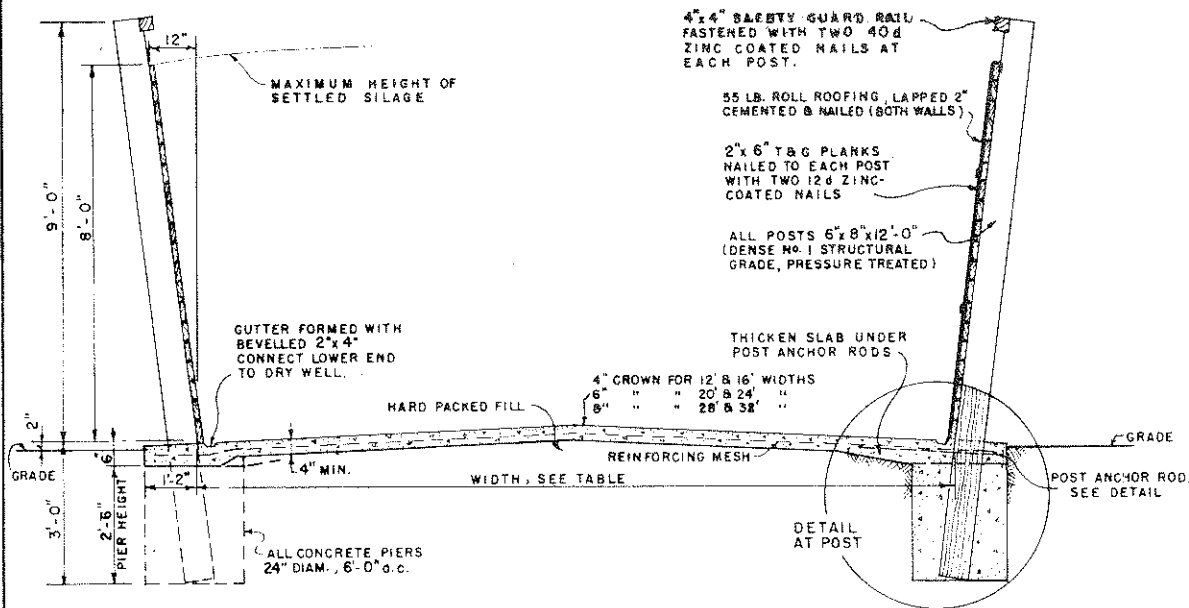 12"
MAXIMUM HEIGHT OF
SETTLED SILAGE
4"x 4" SAFETY GUARD RAIL
FASTENED WITH TWO 40d
ZINC COATED NAILS AT
EACH POST.
55 LB. ROLL ROOFING, LAPPED 2"
CEMENTED & NAILED (BOTH WALLS)
2"x 6" T&G PLANKS
NAILED TO EACH POST
WITH TWO 12d ZINC-
COATED NAILS
ALL POSTS 6"x 8"x 12'-0"
(DENSE NO. 1 STRUCTURAL
GRADE, PRESSURE TREATED)
9'-0"
8'-0"
GUTTER FORMED WITH
BEVELLED 2"x 4"
CONNECT LOWER END
TO DRY WELL.
THICKEN SLAB UNDER
POST ANCHOR RODS
4" CROWN FOR 12' & 16' WIDTHS
6" " " 20' & 24' "
8" " " 28' & 32' "
HARD PACKED FILL
2"
6"
GRADE
4" MIN.
REINFORCING MESH
GRADE
1'-2"
WIDTH, SEE TABLE
POST ANCHOR ROD
SEE DETAIL
3'-0"
2'-6"
PIER HEIGHT
ALL CONCRETE PIERS
24" DIAM., 6'-0" o.c.
DETAIL
AT POST